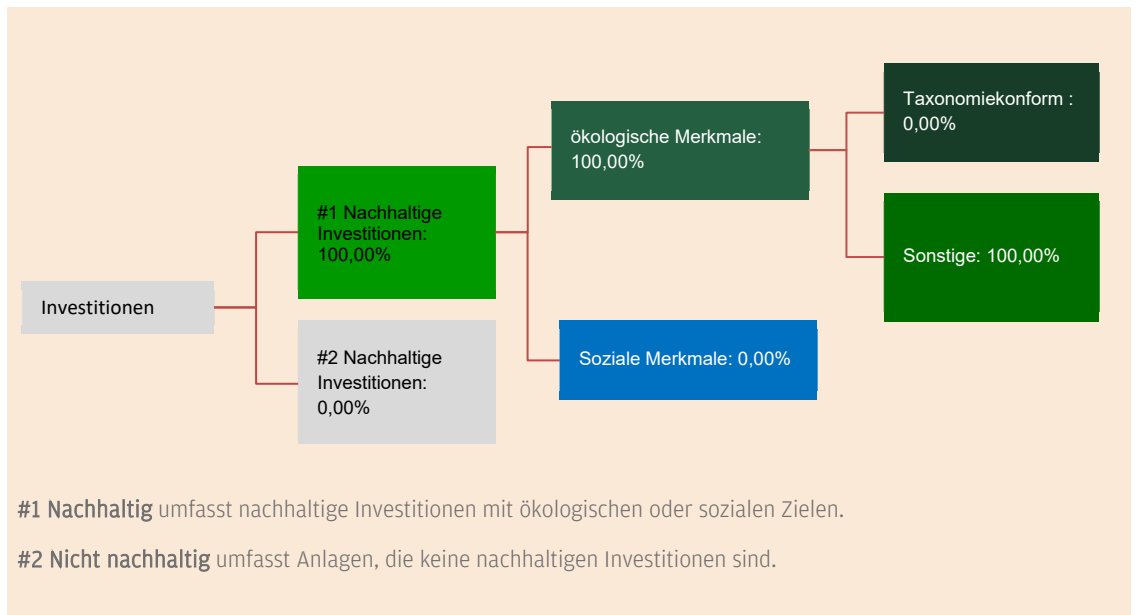 Investitionen
#1 Nachhaltige
Investitionen:
100,00%
#2 Nachhaltige
Investitionen:
0,00%
ökologische Merkmale:
100,00%
Soziale Merkmale: 0,00%
Taxonomiekonform :
0,00%
Sonstige: 100,00%
#1 Nachhaltig umfasst nachhaltige Investitionen mit ökologischen oder sozialen Zielen.
#2 Nicht nachhaltig umfasst Anlagen, die keine nachhaltigen Investitionen sind.